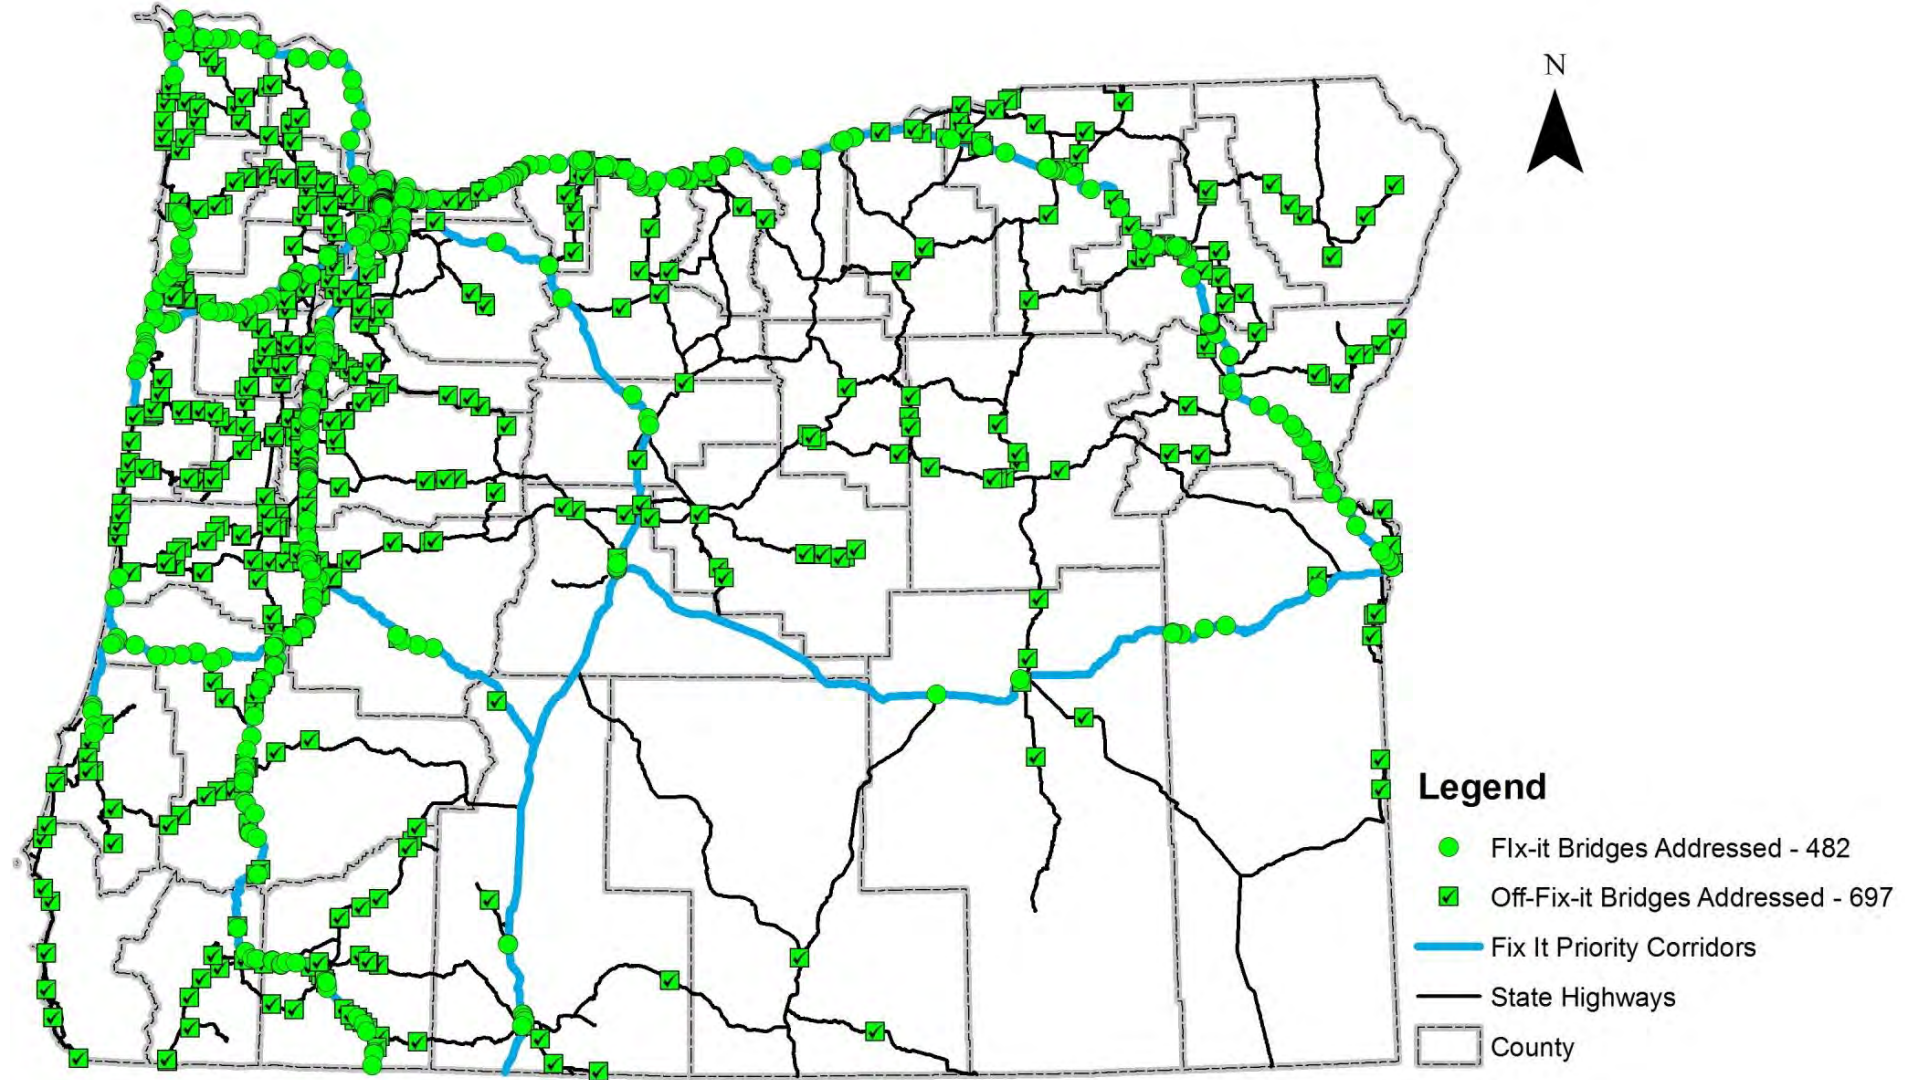 N
Legend
FIx-it Bridges Addressed - 482
Off-Fix-it Bridges Addressed - 697
Fix It Priority Corridors
State Highways
County